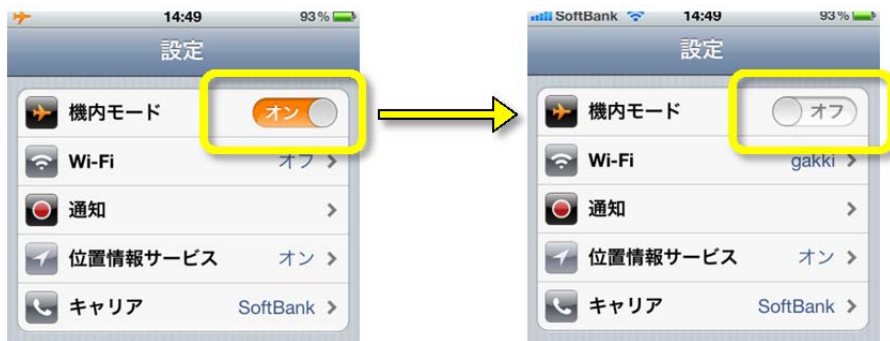 14:49 93%
設定
機内モード オン
Wi-Fi オフ
通知
位置情報サービス オン
キャリア SoftBank
SoftBank 14:49 93%
設定
機内モード オフ
Wi-Fi gakki
通知
位置情報サービス オン
キャリア SoftBank